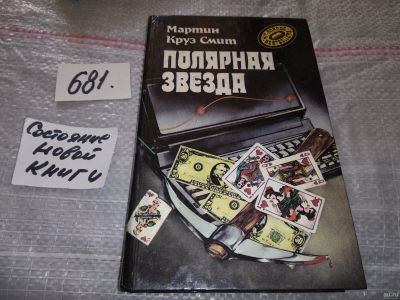 681.
Состояние
новой
книги
Мартин
Круз Смит
ПОЛЯРНАЯ
ЗВЕЗДА